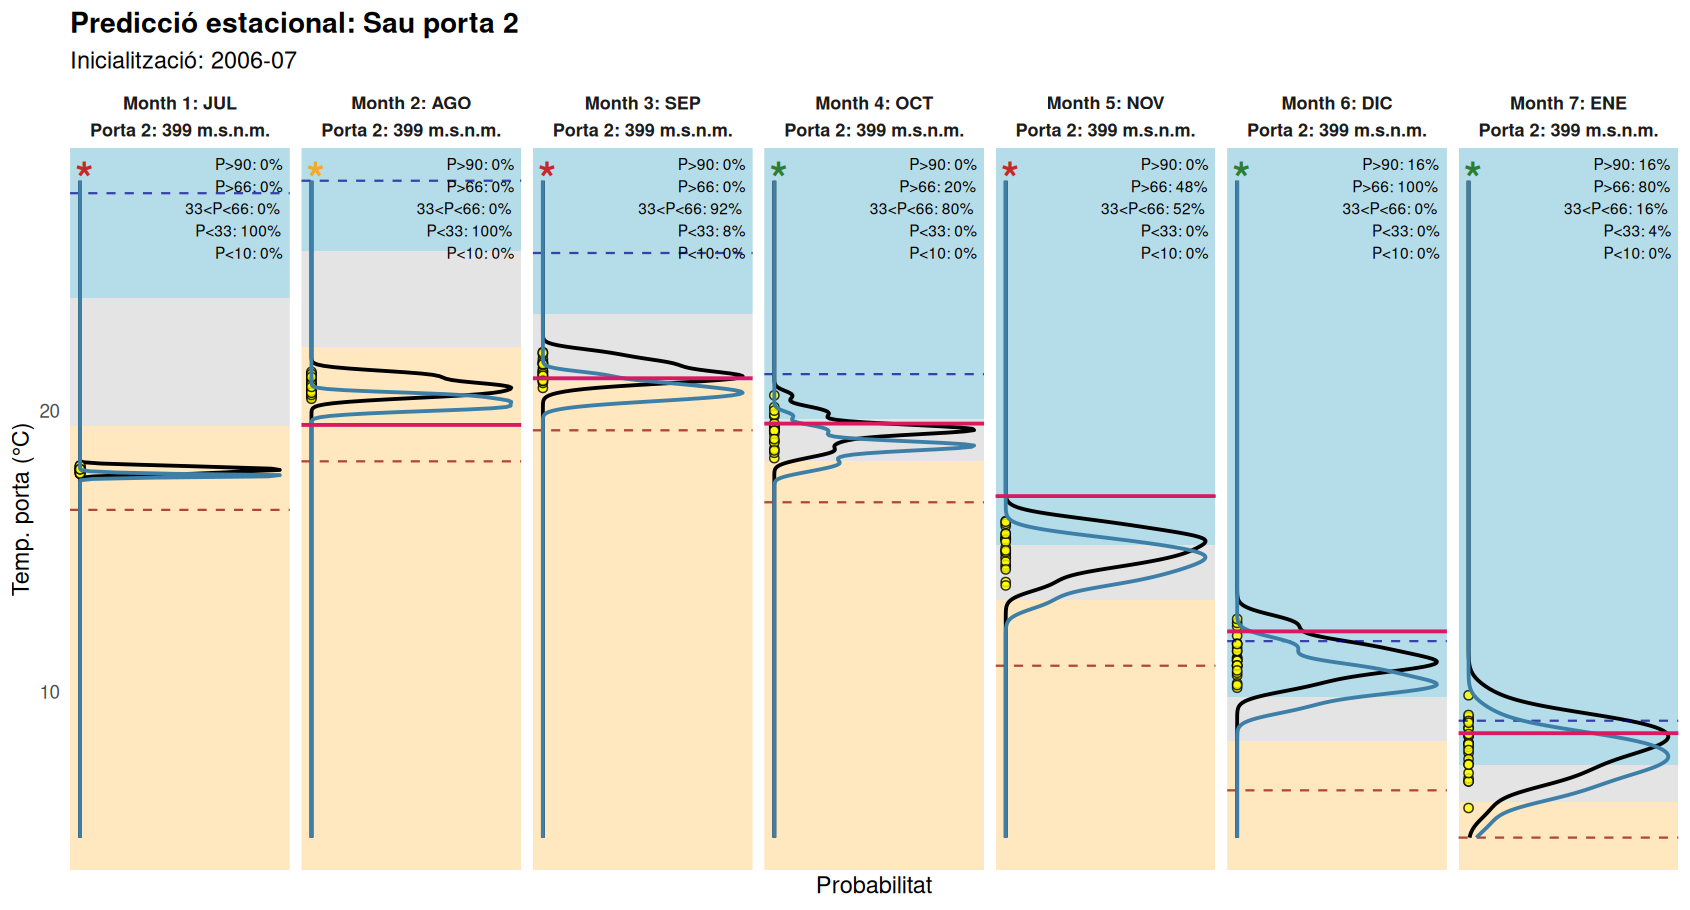 Predicció estacional: Sau porta 2
Inicialització: 2006-07
Month 1: JUL
Porta 2: 399 m.s.n.m.
*
P>90: 0%
P>66: 0%
33<P<66: 0%
P<33: 100%
P<10: 0%
Month 2: AGO
Porta 2: 399 m.s.n.m.
*
P>90: 0%
P>66: 0%
33<P<66: 0%
P<33: 100%
P<10: 0%
Month 3: SEP
Porta 2: 399 m.s.n.m.
*
P>90: 0%
P>66: 0%
33<P<66: 92%
P<33: 8%
P<10: 0%
Month 4: OCT
Porta 2: 399 m.s.n.m.
*
P>90: 0%
P>66: 20%
33<P<66: 80%
P<33: 0%
P<10: 0%
Month 5: NOV
Porta 2: 399 m.s.n.m.
*
P>90: 0%
P>66: 48%
33<P<66: 52%
P<33: 0%
P<10: 0%
Month 6: DIC
Porta 2: 399 m.s.n.m.
*
P>90: 16%
P>66: 100%
33<P<66: 0%
P<33: 0%
P<10: 0%
Month 7: ENE
Porta 2: 399 m.s.n.m.
*
P>90: 16%
P>66: 80%
33<P<66: 16%
P<33: 4%
P<10: 0%
Temp. porta (°C)
20
10
Probabilitat